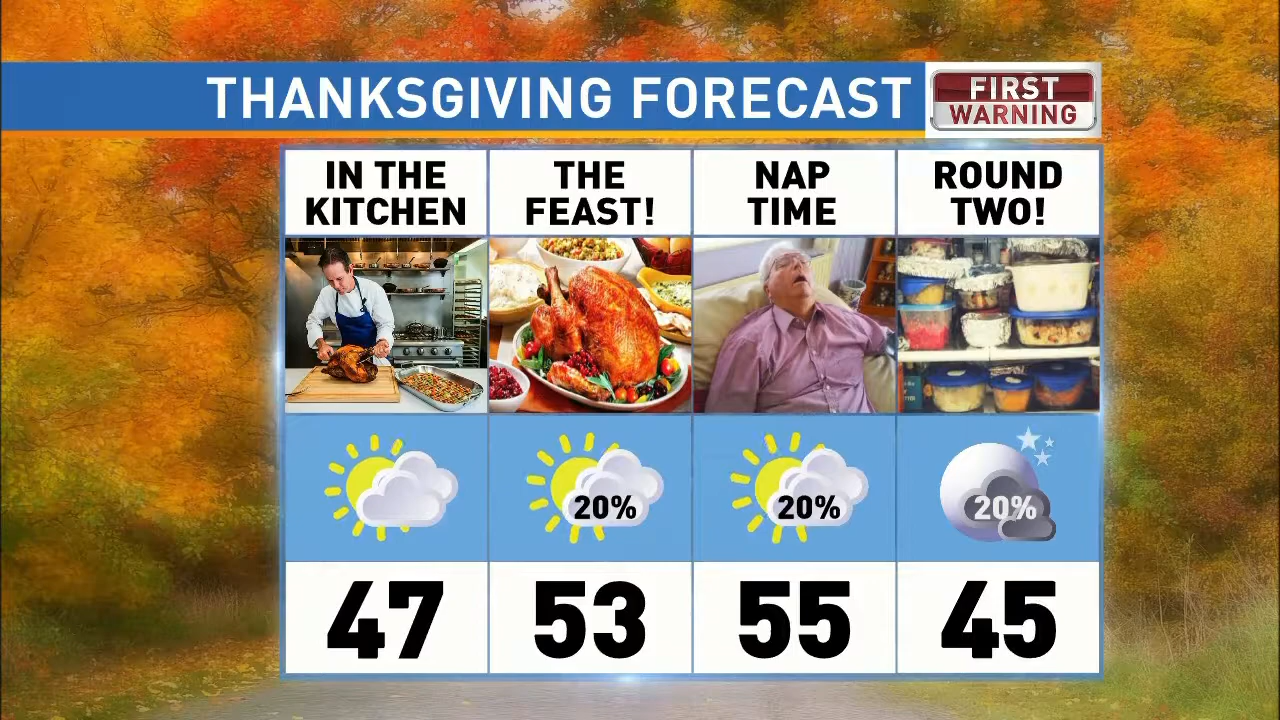 THANKSGIVING FORECAST
FIRST
WARNING
IN THE
KITCHEN
THE
FEAST!
NAP
TIME
ROUND
TWO!
20%
20%
20%
47
53
55
45